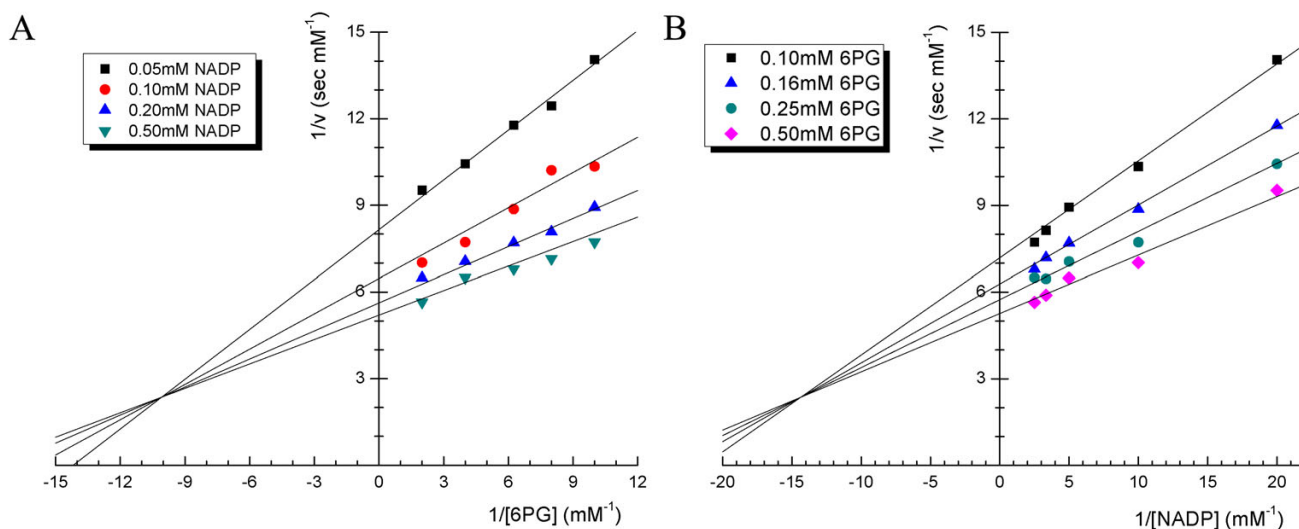 A
0.05mM NADP
0.10mM NADP
0.20mM NADP
0.50mM NADP
1/v (sec mM⁻¹)
15
12
9
6
3
-15 -12 -9 -6 -3 0 3 6 9 12
1/[6PG] (mM⁻¹)
B
0.10mM 6PG
0.16mM 6PG
0.25mM 6PG
0.50mM 6PG
1/v (sec mM⁻¹)
15
12
9
6
3
-20 -15 -10 -5 0 5 10 15 20
1/[NADP] (mM⁻¹)